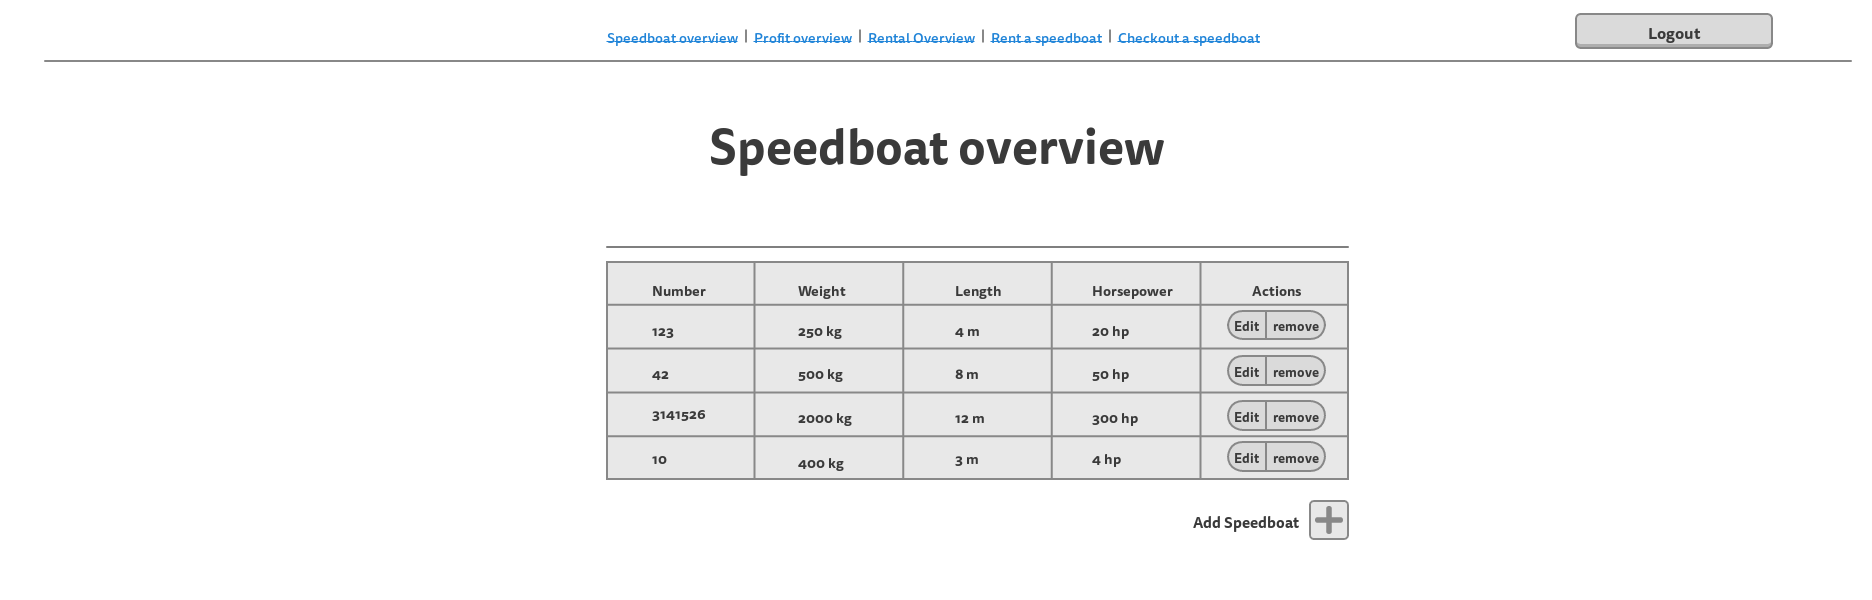 Speedboat overview | Profit overview | Rental Overview | Rent a speedboat | Checkout a speedboat
Logout
Speedboat overview
Number Weight Length Horsepower Actions
123 250 kg 4 m 20 hp Edit remove
42 500 kg 8 m 50 hp Edit remove
3141526 2000 kg 12 m 300 hp Edit remove
10 400 kg 3 m 4 hp Edit remove
Add Speedboat